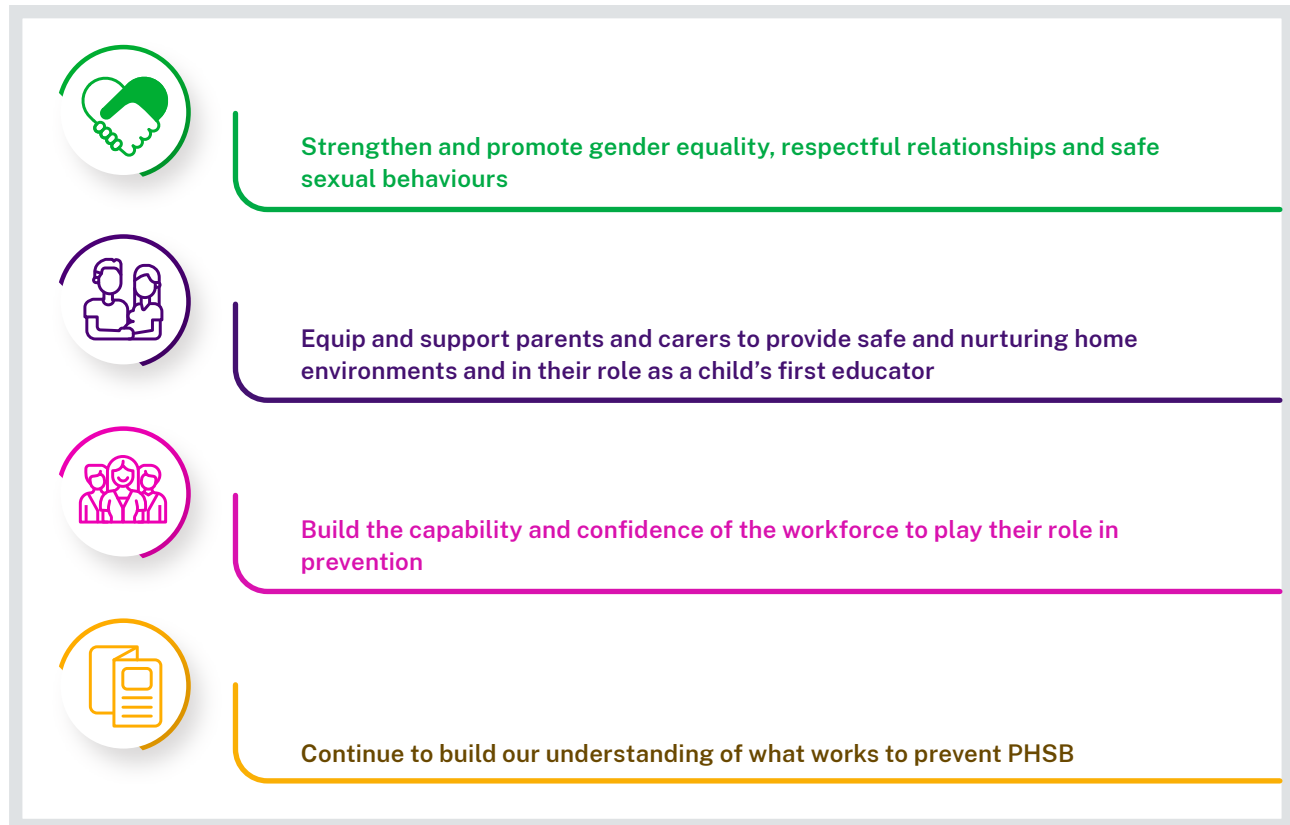 Strengthen and promote gender equality, respectful relationships and safe
sexual behaviours
Equip and support parents and carers to provide safe and nurturing home
environments and in their role as a child’s first educator
Build the capability and confidence of the workforce to play their role in
prevention
Continue to build our understanding of what works to prevent PHSB